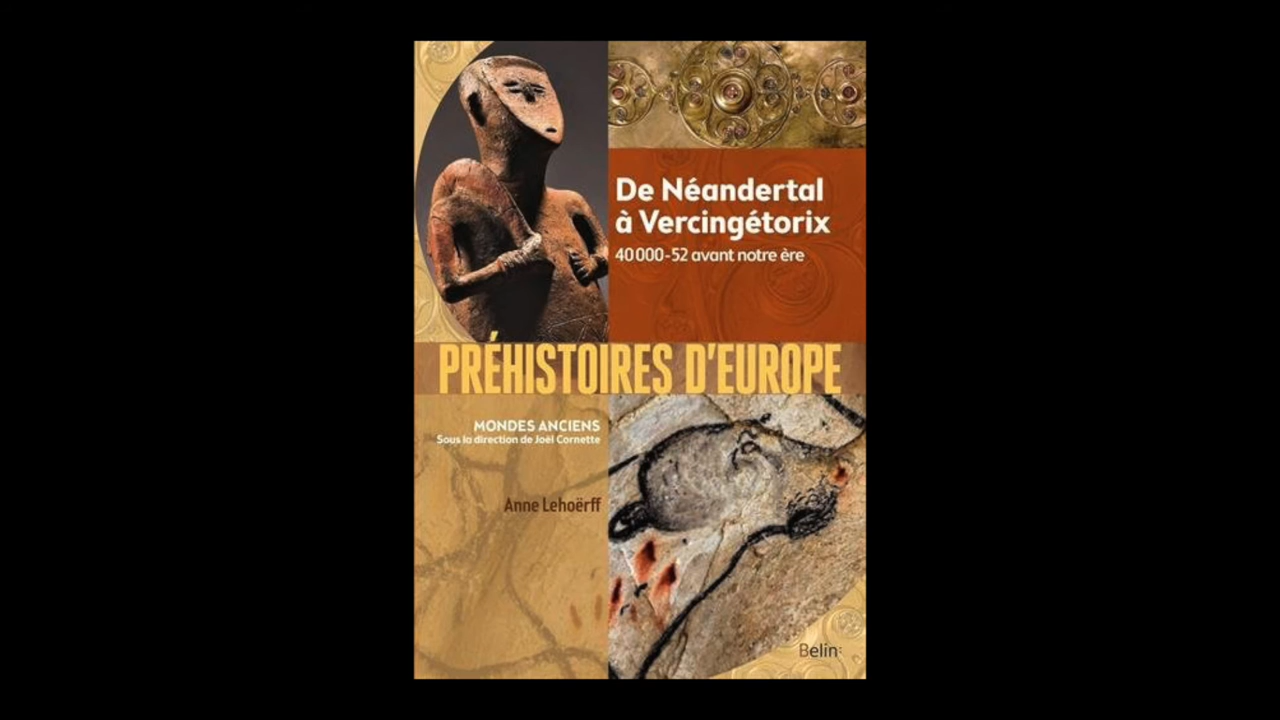 De Néandertal
à Vercingétorix
40 000-52 avant notre ère
PRÉHISTOIRES D'EUROPE
MONDES ANCIENS
Sous la direction de Joël Cornette
Anne Lehoërff
Belin: